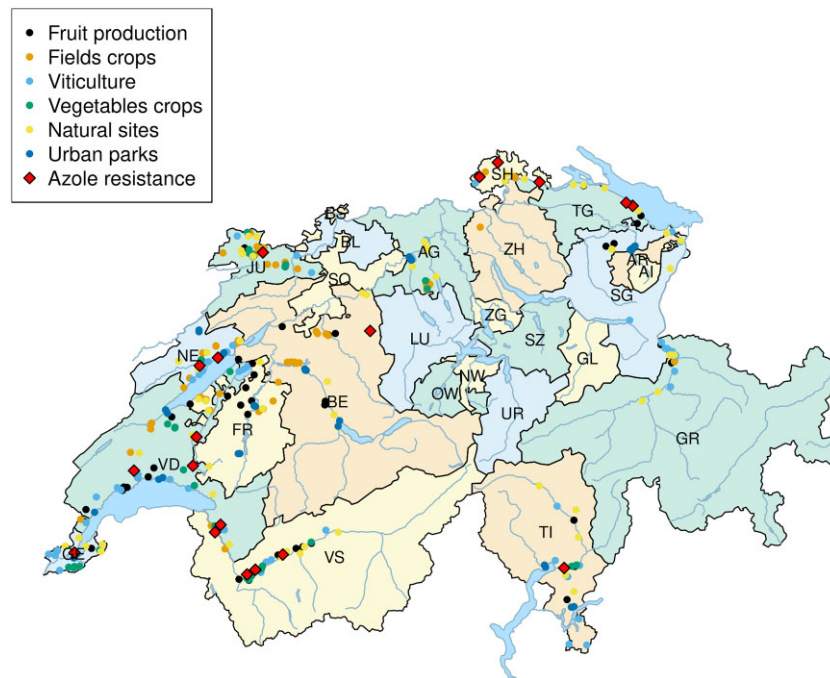 Fruit production
Fields crops
Viticulture
Vegetables crops
Natural sites
Urban parks
Azole resistance
SH
BS
TG
BL
JU
AG
ZH
AR
AI
SO
SG
ZG
NE
LU
SZ
GL
NW
OW
BE
UR
FR
GR
VD
TI
GE
VS